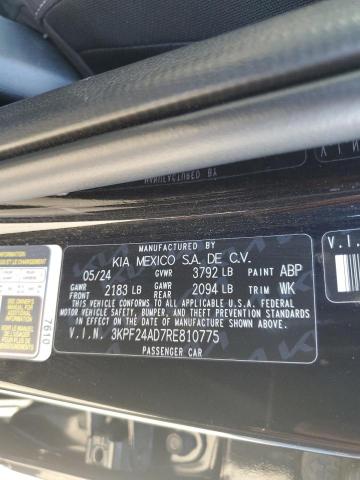 MANUFACTURED BY
KIA MEXICO S.A. DE C.V.
05/24 GVWR 3792 LB PAINT ABP
GAWR FRONT 2183 LB GAWR REAR 2094 LB TRIM WK
THIS VEHICLE CONFORMS TO ALL APPLICABLE U.S.A. FEDERAL
MOTOR VEHICLE SAFETY, BUMPER, AND THEFT PREVENTION
STANDARDS IN EFFECT ON THE DATE OF MANUFACTURE
SHOWN ABOVE.
V.I.N. 3KPF24AD7RE810775
PASSENGER CAR
7610
V.I.